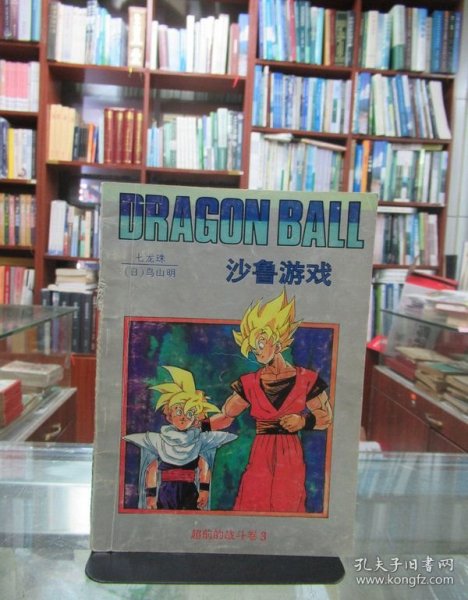 DRAGON BALL
七龙珠
(日)鸟山明
沙鲁游戏
超前的战斗卷3
孔夫子旧书网
www.kongfz.com